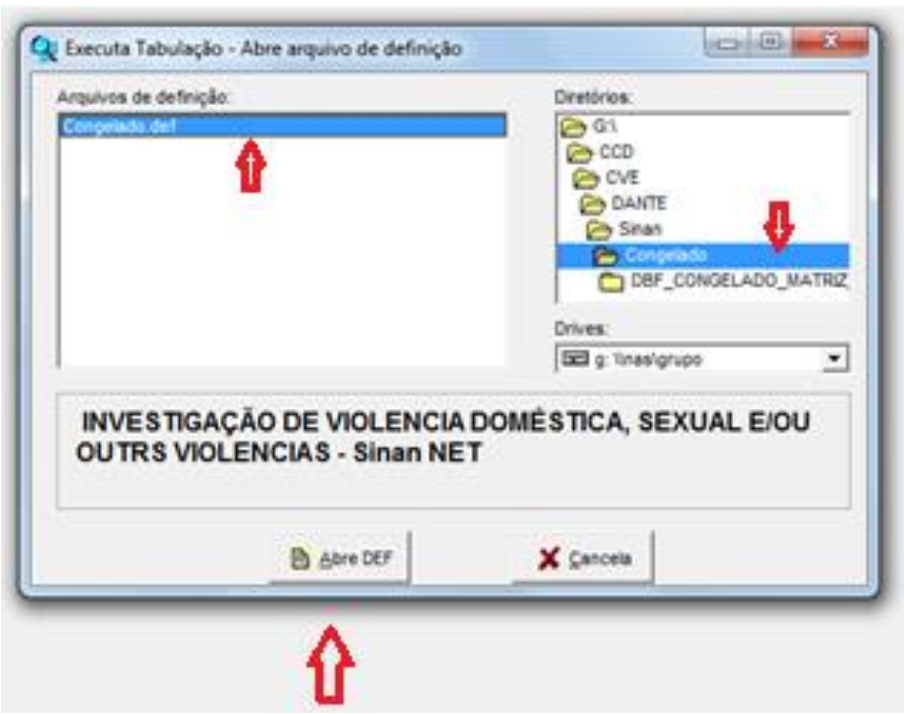 Executa Tabulação - Abre arquivo de definição
Arquivos de definição:
Congelado.def
Diretórios:
G:\
CCD
CVE
DANTE
Sinan
Congelado
DBF_CONGELADO_MATRIZ_
Drives:
g: \\nas\grupo
INVESTIGAÇÃO DE VIOLENCIA DOMÉSTICA, SEXUAL E/OU
OUTRS VIOLENCIAS - Sinan NET
Abre DEF
Cancela